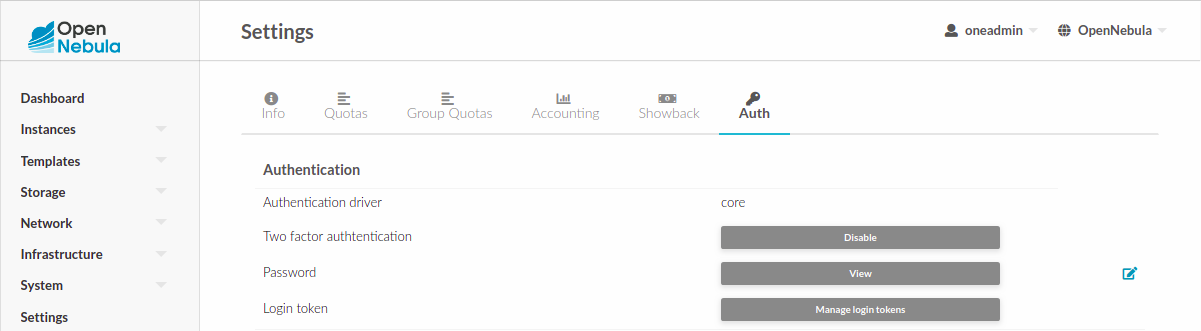 Open
Nebula
Settings
oneadmin
OpenNebula
Dashboard
Instances
Templates
Storage
Network
Infrastructure
System
Settings
Info
Quotas
Group Quotas
Accounting
Showback
Auth
Authentication
Authentication driver core
Two factor authtentication Disable
Password View
Login token Manage login tokens